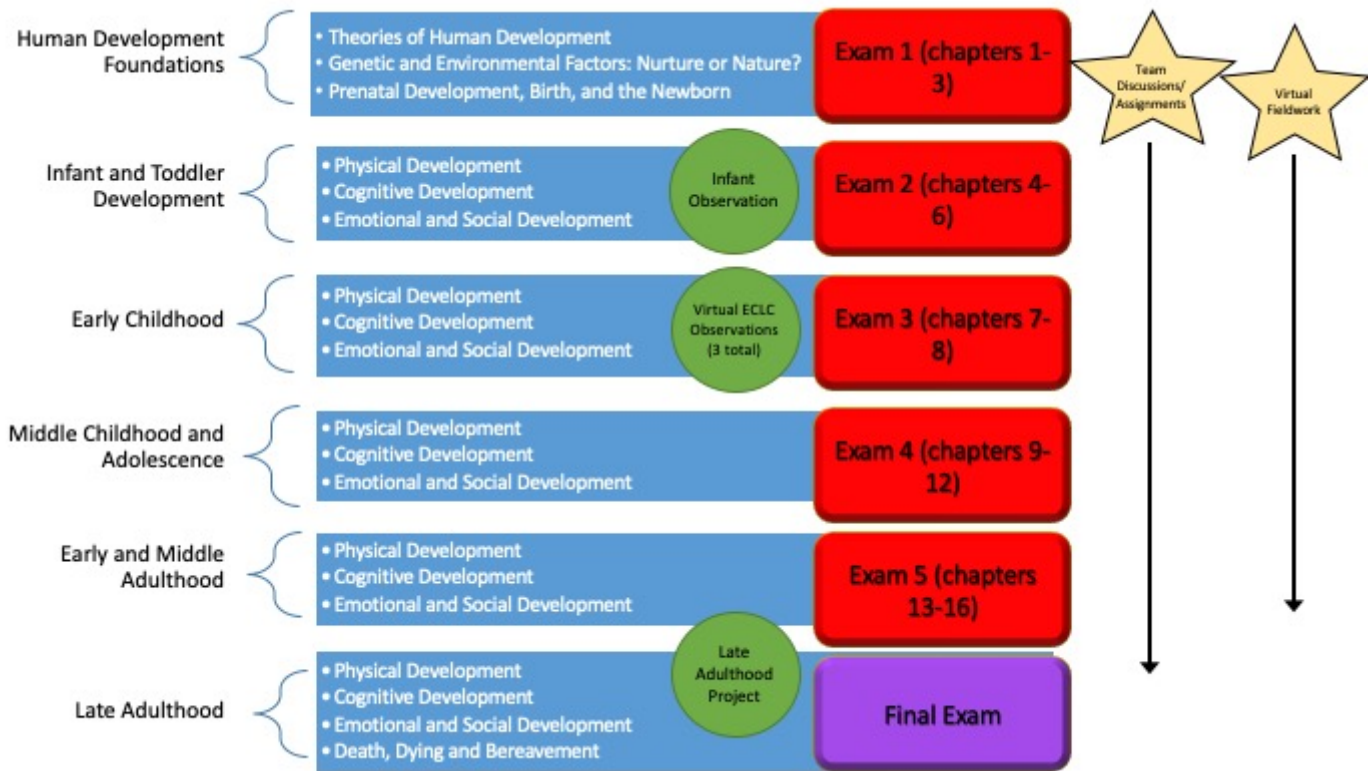 Human Development
Foundations
• Theories of Human Development
• Genetic and Environmental Factors: Nurture or Nature?
• Prenatal Development, Birth, and the Newborn
Exam 1 (chapters 1-
3)
Team
Discussions/
Assignments
Virtual
Fieldwork
Infant and Toddler
Development
• Physical Development
• Cognitive Development
• Emotional and Social Development
Infant
Observation
Exam 2 (chapters 4-
6)
Early Childhood
• Physical Development
• Cognitive Development
• Emotional and Social Development
Virtual ECLC
Observations
(3 total)
Exam 3 (chapters 7-
8)
Middle Childhood and
Adolescence
• Physical Development
• Cognitive Development
• Emotional and Social Development
Exam 4 (chapters 9-
12)
Early and Middle
Adulthood
• Physical Development
• Cognitive Development
• Emotional and Social Development
Exam 5 (chapters
13-16)
Late Adulthood
• Physical Development
• Cognitive Development
• Emotional and Social Development
• Death, Dying and Bereavement
Late
Adulthood
Project
Final Exam